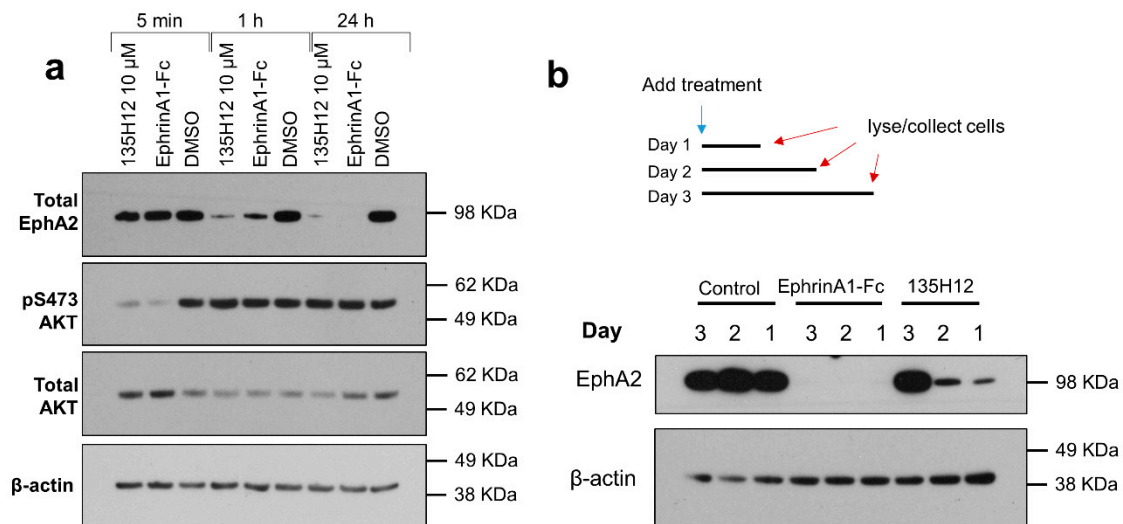 a
5 min 1 h 24 h
135H12 10 µM
EphrinA1-Fc
DMSO
135H12 10 µM
EphrinA1-Fc
DMSO
135H12 10 µM
EphrinA1-Fc
DMSO
Total
EphA2
98 KDa
pS473
AKT
62 KDa
49 KDa
Total
AKT
62 KDa
49 KDa
β-actin
49 KDa
38 KDa
b
Add treatment
lyse/collect cells
Day 1
Day 2
Day 3
Control EphrinA1-Fc 135H12
Day 3 2 1 3 2 1 3 2 1
EphA2
98 KDa
β-actin
49 KDa
38 KDa